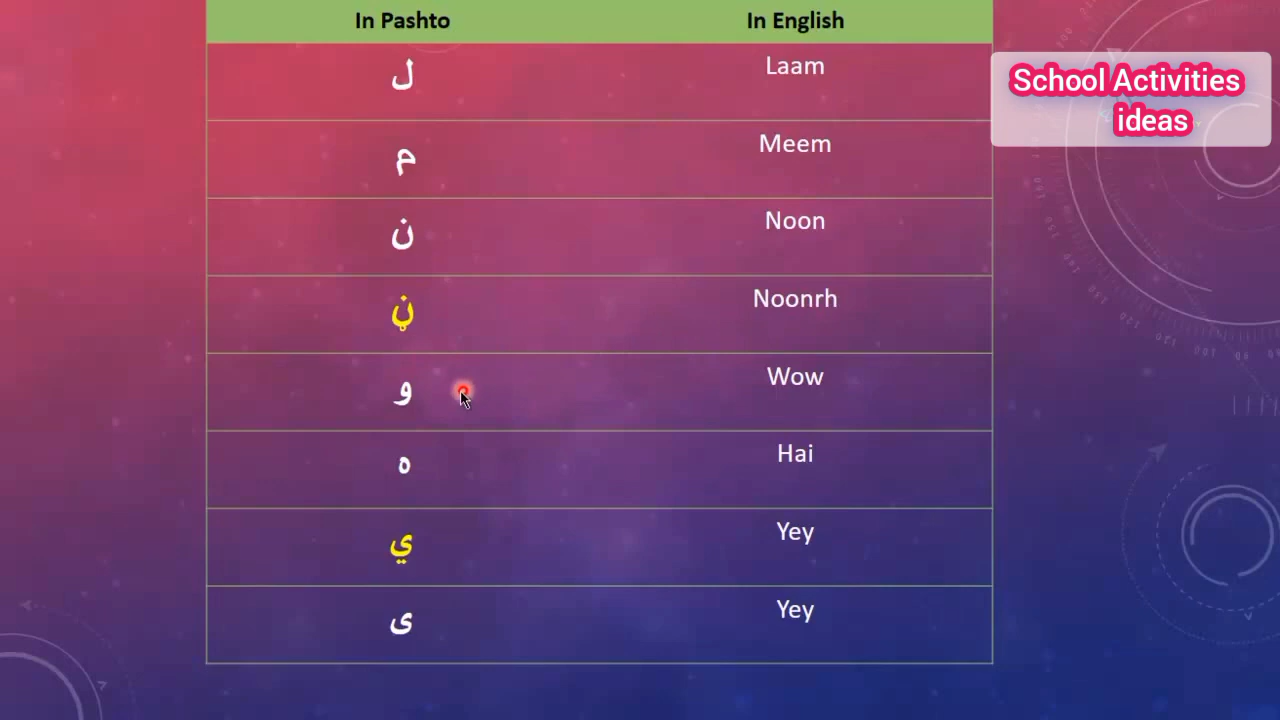 In Pashto In English
ل Laam
م Meem
ن Noon
ڼ Noonrh
و Wow
ه Hai
ي Yey
ی Yey
School Activities
ideas